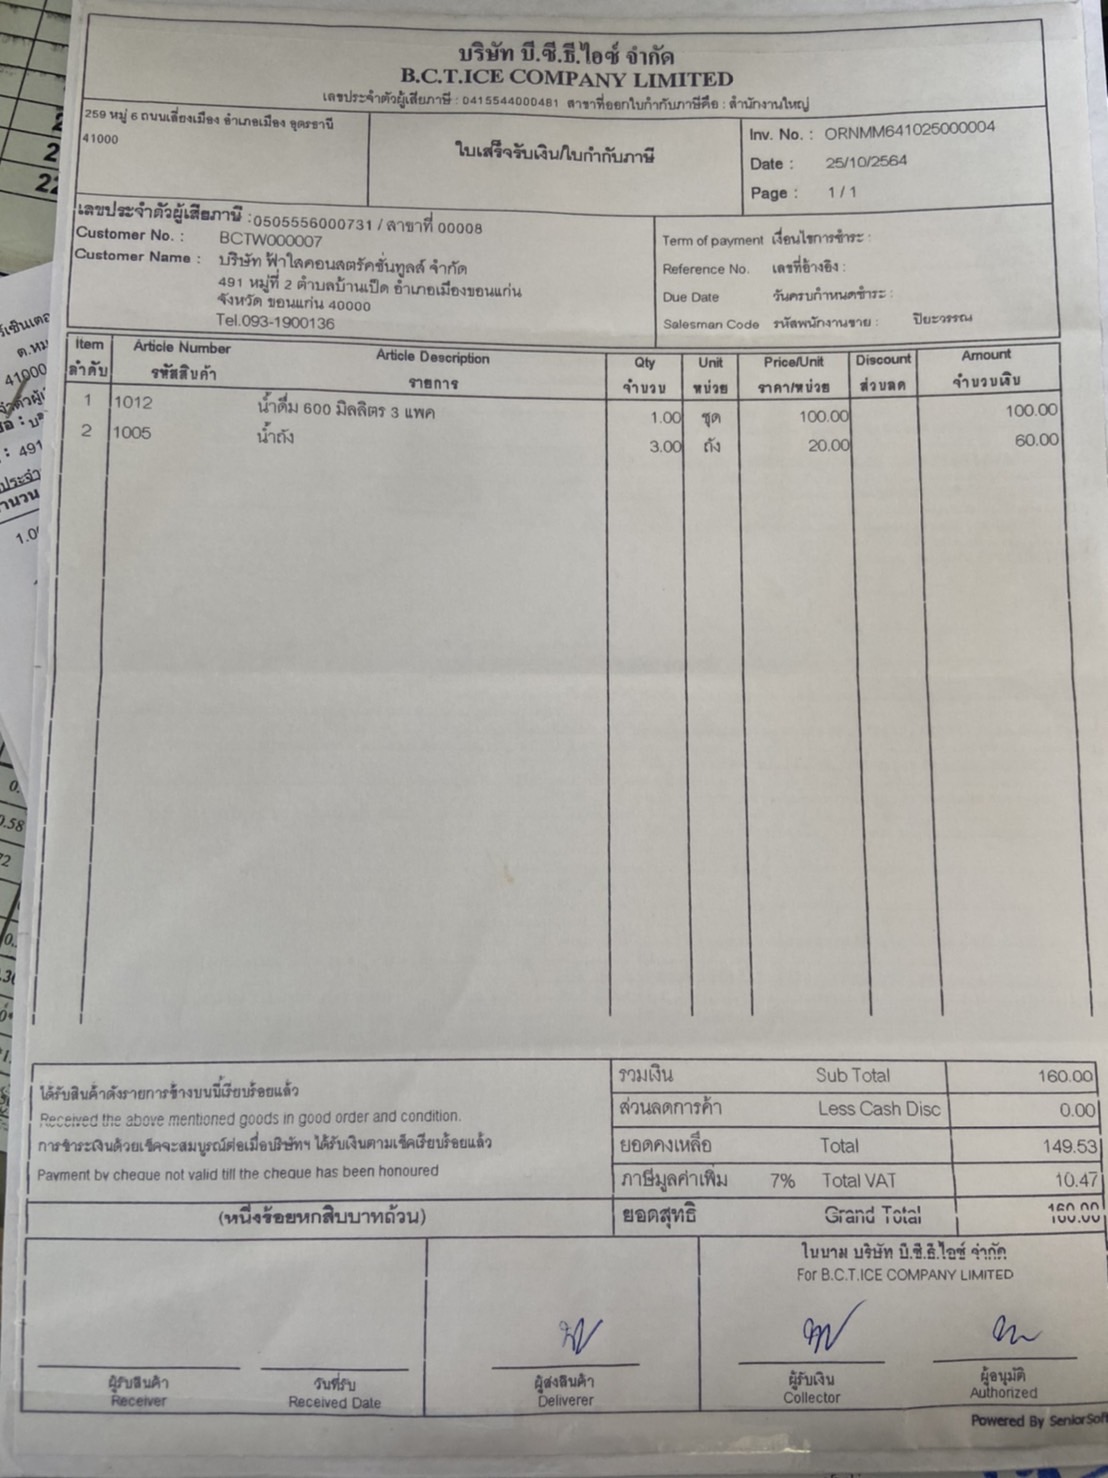 บริษัท บี.ซี.ธี.ไอซ์ จำกัด
B.C.T.ICE COMPANY LIMITED
เลขประจำตัวผู้เสียภาษี : 0415544000481 สาขาที่ออกใบกำกับภาษีคือ : สำนักงานใหญ่
259 หมู่ 6 ถนนเลี่ยงเมือง อำเภอเมือง อุดรธานี
41000
ใบเสร็จรับเงิน/ใบกำกับภาษี
Inv. No. : ORNMM641025000004
Date : 25/10/2564
Page : 1 / 1
เลขประจำตัวผู้เสียภาษี : 0505556000731 / สาขาที่ 00008
Customer No. : BCTW000007
Customer Name : บริษัท ฟ้าใสคอนสตรัคชั่นทูลส์ จำกัด
491 หมู่ที่ 2 ตำบลบ้านเป็ด อำเภอเมืองขอนแก่น
จังหวัด ขอนแก่น 40000
Tel.093-1900136
Term of payment เงื่อนไขการชำระ :
Reference No. เลขที่อ้างอิง :
Due Date วันครบกำหนดชำระ :
Salesman Code รหัสพนักงานขาย : ปิยะวรรณ
Item Article Number Article Description Qty Unit Price/Unit Discount Amount
ลำดับ รหัสสินค้า รายการ จำนวน หน่วย ราคา/หน่วย ส่วนลด จำนวนเงิน
1 1012 น้ำดื่ม 600 มิลลิตร 3 แพค 1.00 ชุด 100.00 100.00
2 1005 น้ำถัง 3.00 ถัง 20.00 60.00
ได้รับสินค้าดังรายการข้างบนนี้เรียบร้อยแล้ว
Received the above mentioned goods in good order and condition.
การชำระเงินด้วยเช็คจะสมบูรณ์ต่อเมื่อบริษัทฯ ได้รับเงินตามเช็คเรียบร้อยแล้ว
Payment by cheque not valid till the cheque has been honoured
รวมเงิน Sub Total 160.00
ส่วนลดการค้า Less Cash Disc 0.00
ยอดคงเหลือ Total 149.53
ภาษีมูลค่าเพิ่ม 7% Total VAT 10.47
(หนึ่งร้อยหกสิบบาทถ้วน) ยอดสุทธิ Grand Total 160.00
ในนาม บริษัท บี.ซี.ธี.ไอซ์ จำกัด
For B.C.T.ICE COMPANY LIMITED
ผู้รับสินค้า วันที่รับ ผู้ส่งสินค้า ผู้รับเงิน ผู้อนุมัติ
Receiver Received Date Deliverer Collector Authorized
Powered By SeniorSoft